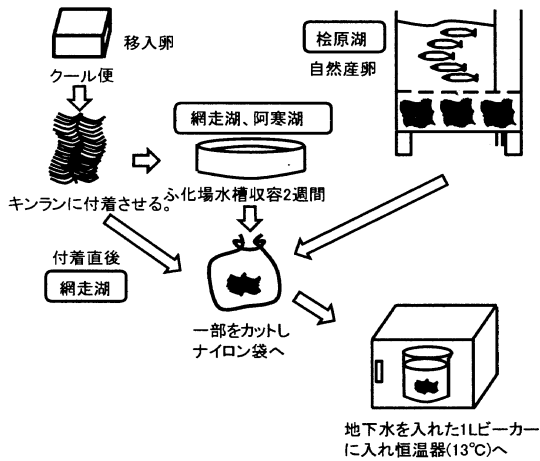 移入卵
クール便
桧原湖
自然産卵
網走湖、阿寒湖
キンランに付着させる。
ふ化場水槽収容2週間
付着直後
網走湖
一部をカットし
ナイロン袋へ
地下水を入れた1Lビーカー
に入れ恒温器(13℃)へ